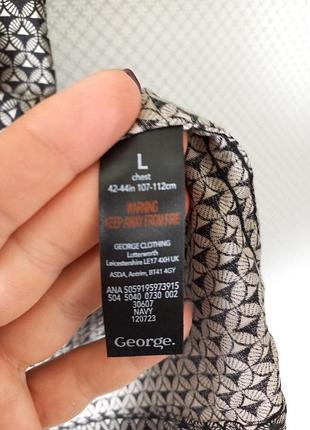 L
chest
42-44in 107-112cm
WARNING
KEEP AWAY FROM FIRE
GEORGE CLOTHING
Lutterworth
Leicestershire LE17 4XH UK
ASDA, Antrim, BT41 4GY
ANA 5059195973915
504 5040 0730 002
30607
NAVY
120723
George.